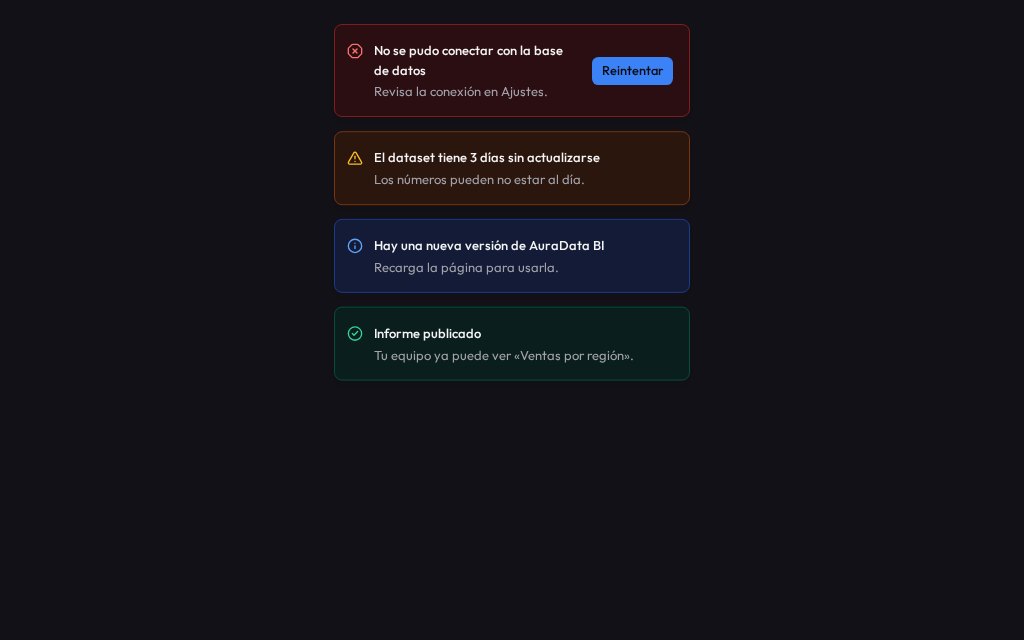 No se pudo conectar con la base
de datos
Revisa la conexión en Ajustes.
Reintentar
El dataset tiene 3 días sin actualizarse
Los números pueden no estar al día.
Hay una nueva versión de AuraData BI
Recarga la página para usarla.
Informe publicado
Tu equipo ya puede ver «Ventas por región».